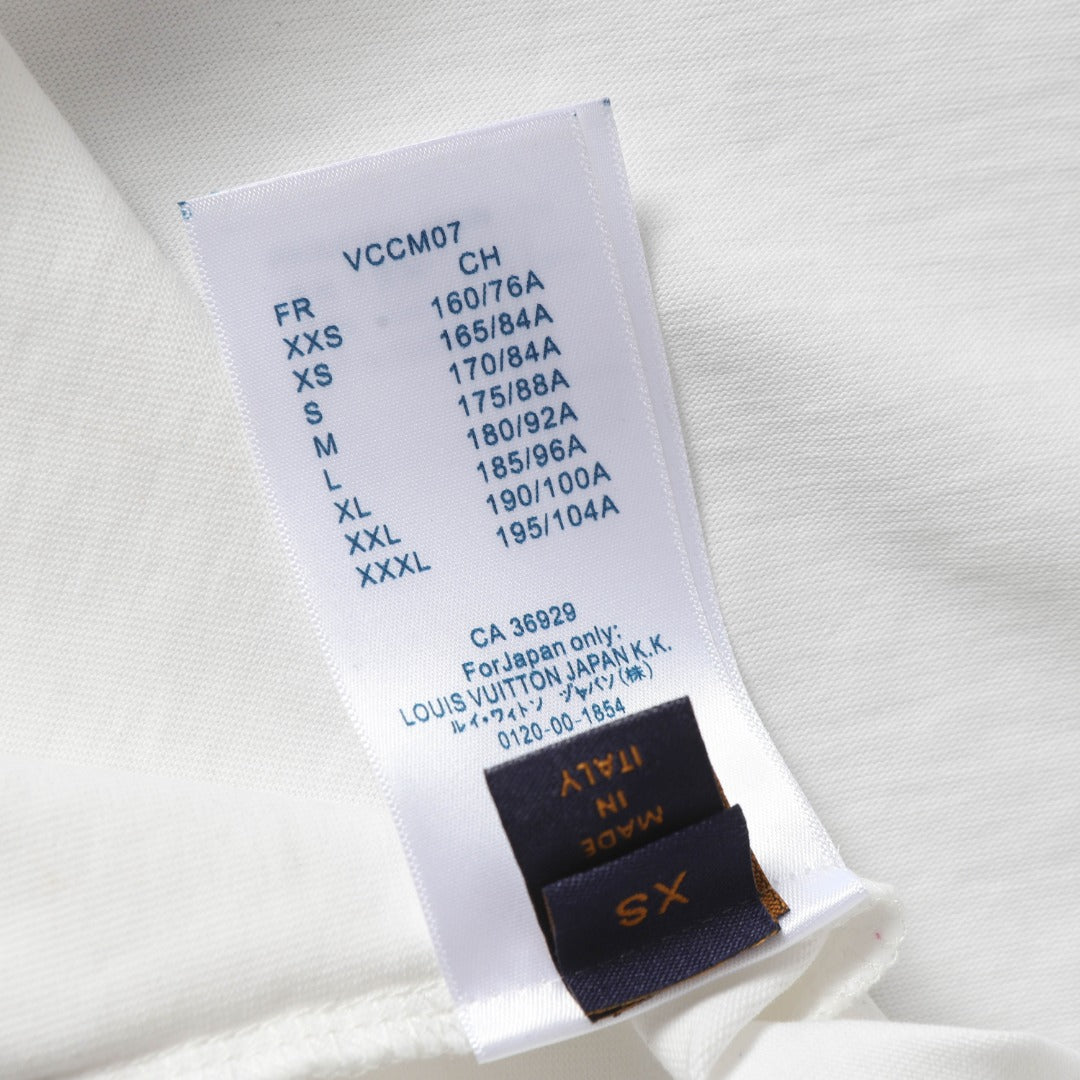 VCCM07
FR CH
XXS 160/76A
XS 165/84A
S 170/84A
M 175/88A
L 180/92A
XL 185/96A
XXL 190/100A
XXXL 195/104A
CA 36929
For Japan only:
LOUIS VUITTON JAPAN K.K.
ルイ・ヴィトン ジャパン(株)
0120-00-1854
MADE
IN
ITALY
XS